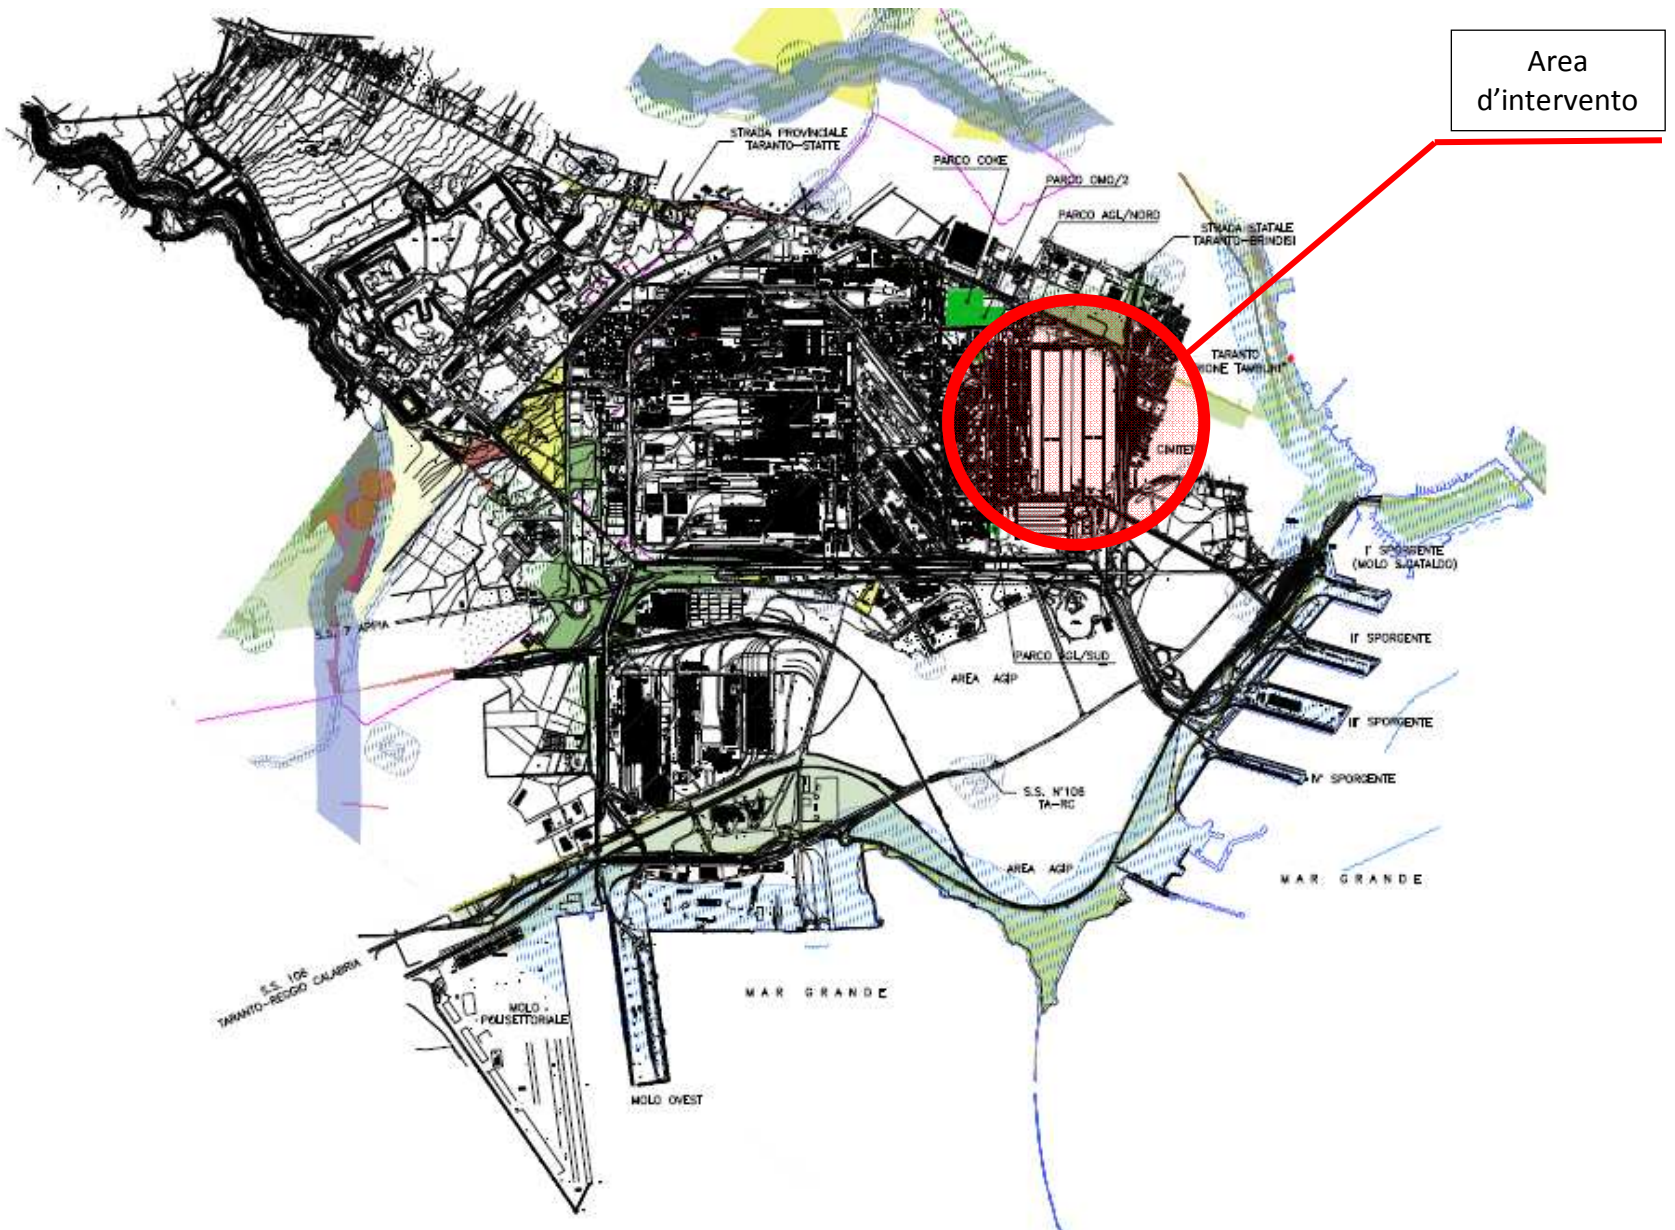 Area
d'intervento
STRADA PROVINCIALE
TARANTO-STATTE
PARCO COKE
PARCO OMO/2
PARCO AGL/NORD
STRADA STATALE
TARANTO-BRINDISI
TARANTO
I° SPORGENTE
(MOLO S.CATALDO)
II° SPORGENTE
S.S. 7 APPIA
PARCO AGL/SUD
AREA AGIP
III° SPORGENTE
IV° SPORGENTE
S.S. N°106
TA-RC
AREA AGIP
MAR GRANDE
S.S. 106
TARANTO-REGGIO CALABRIA
MAR GRANDE
MOLO
POLISETTORIALE
MOLO OVEST